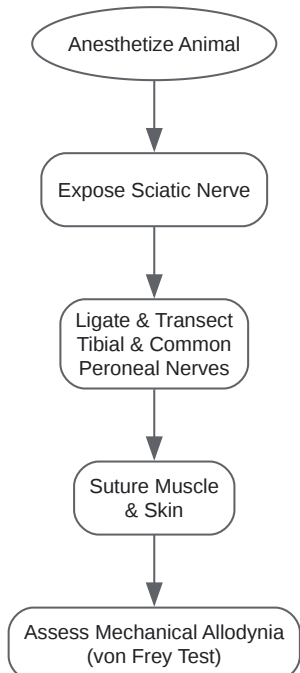 Anesthetize Animal
Expose Sciatic Nerve
Ligate & Transect
Tibial & Common
Peroneal Nerves
Suture Muscle
& Skin
Assess Mechanical Allodynia
(von Frey Test)